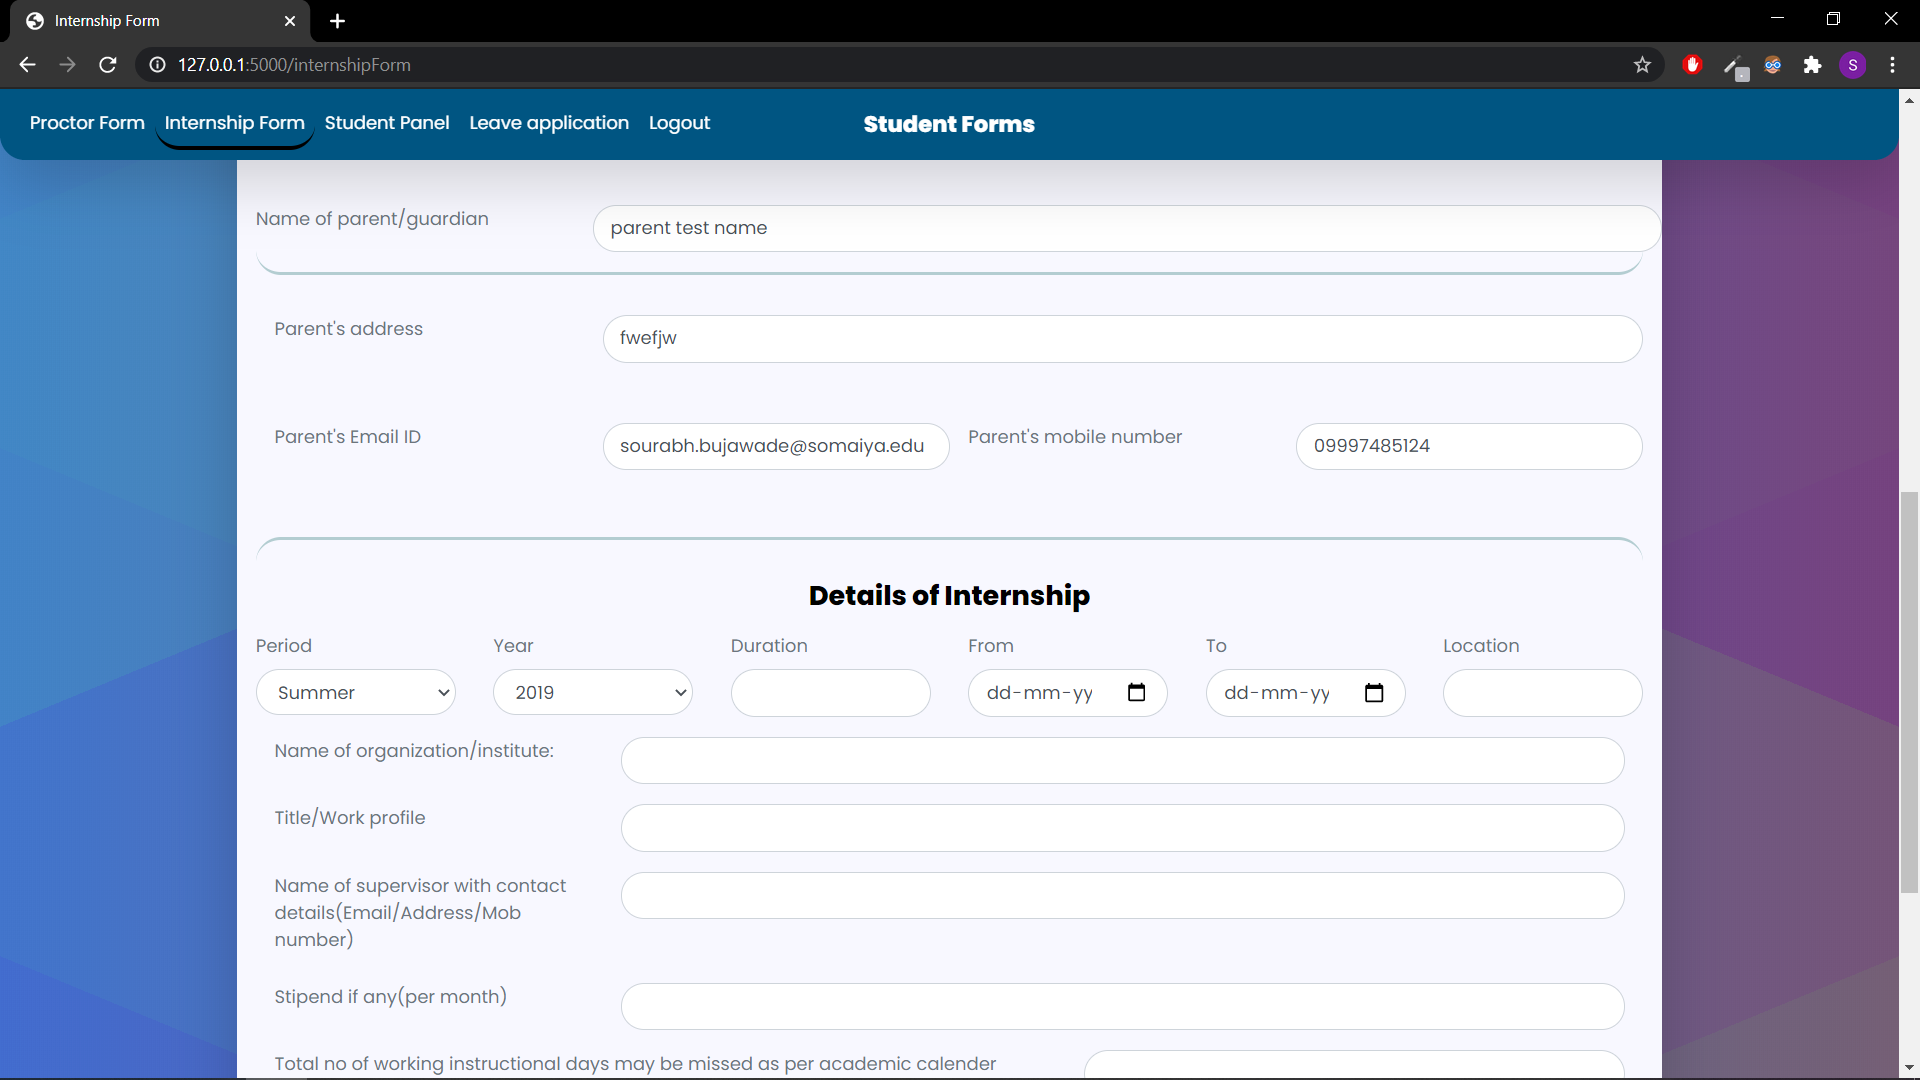 Internship Form
127.0.0.1:5000/internshipForm
S
Proctor Form Internship Form Student Panel Leave application Logout Student Forms
Name of parent/guardian parent test name
Parent's address fwefjw
Parent's Email ID sourabh.bujawade@somaiya.edu Parent's mobile number 09997485124
Details of Internship
Period Year Duration From To Location
Summer 2019 dd-mm-yy dd-mm-yy
Name of organization/institute:
Title/Work profile
Name of supervisor with contact
details(Email/Address/Mob
number)
Stipend if any(per month)
Total no of working instructional days may be missed as per academic calender